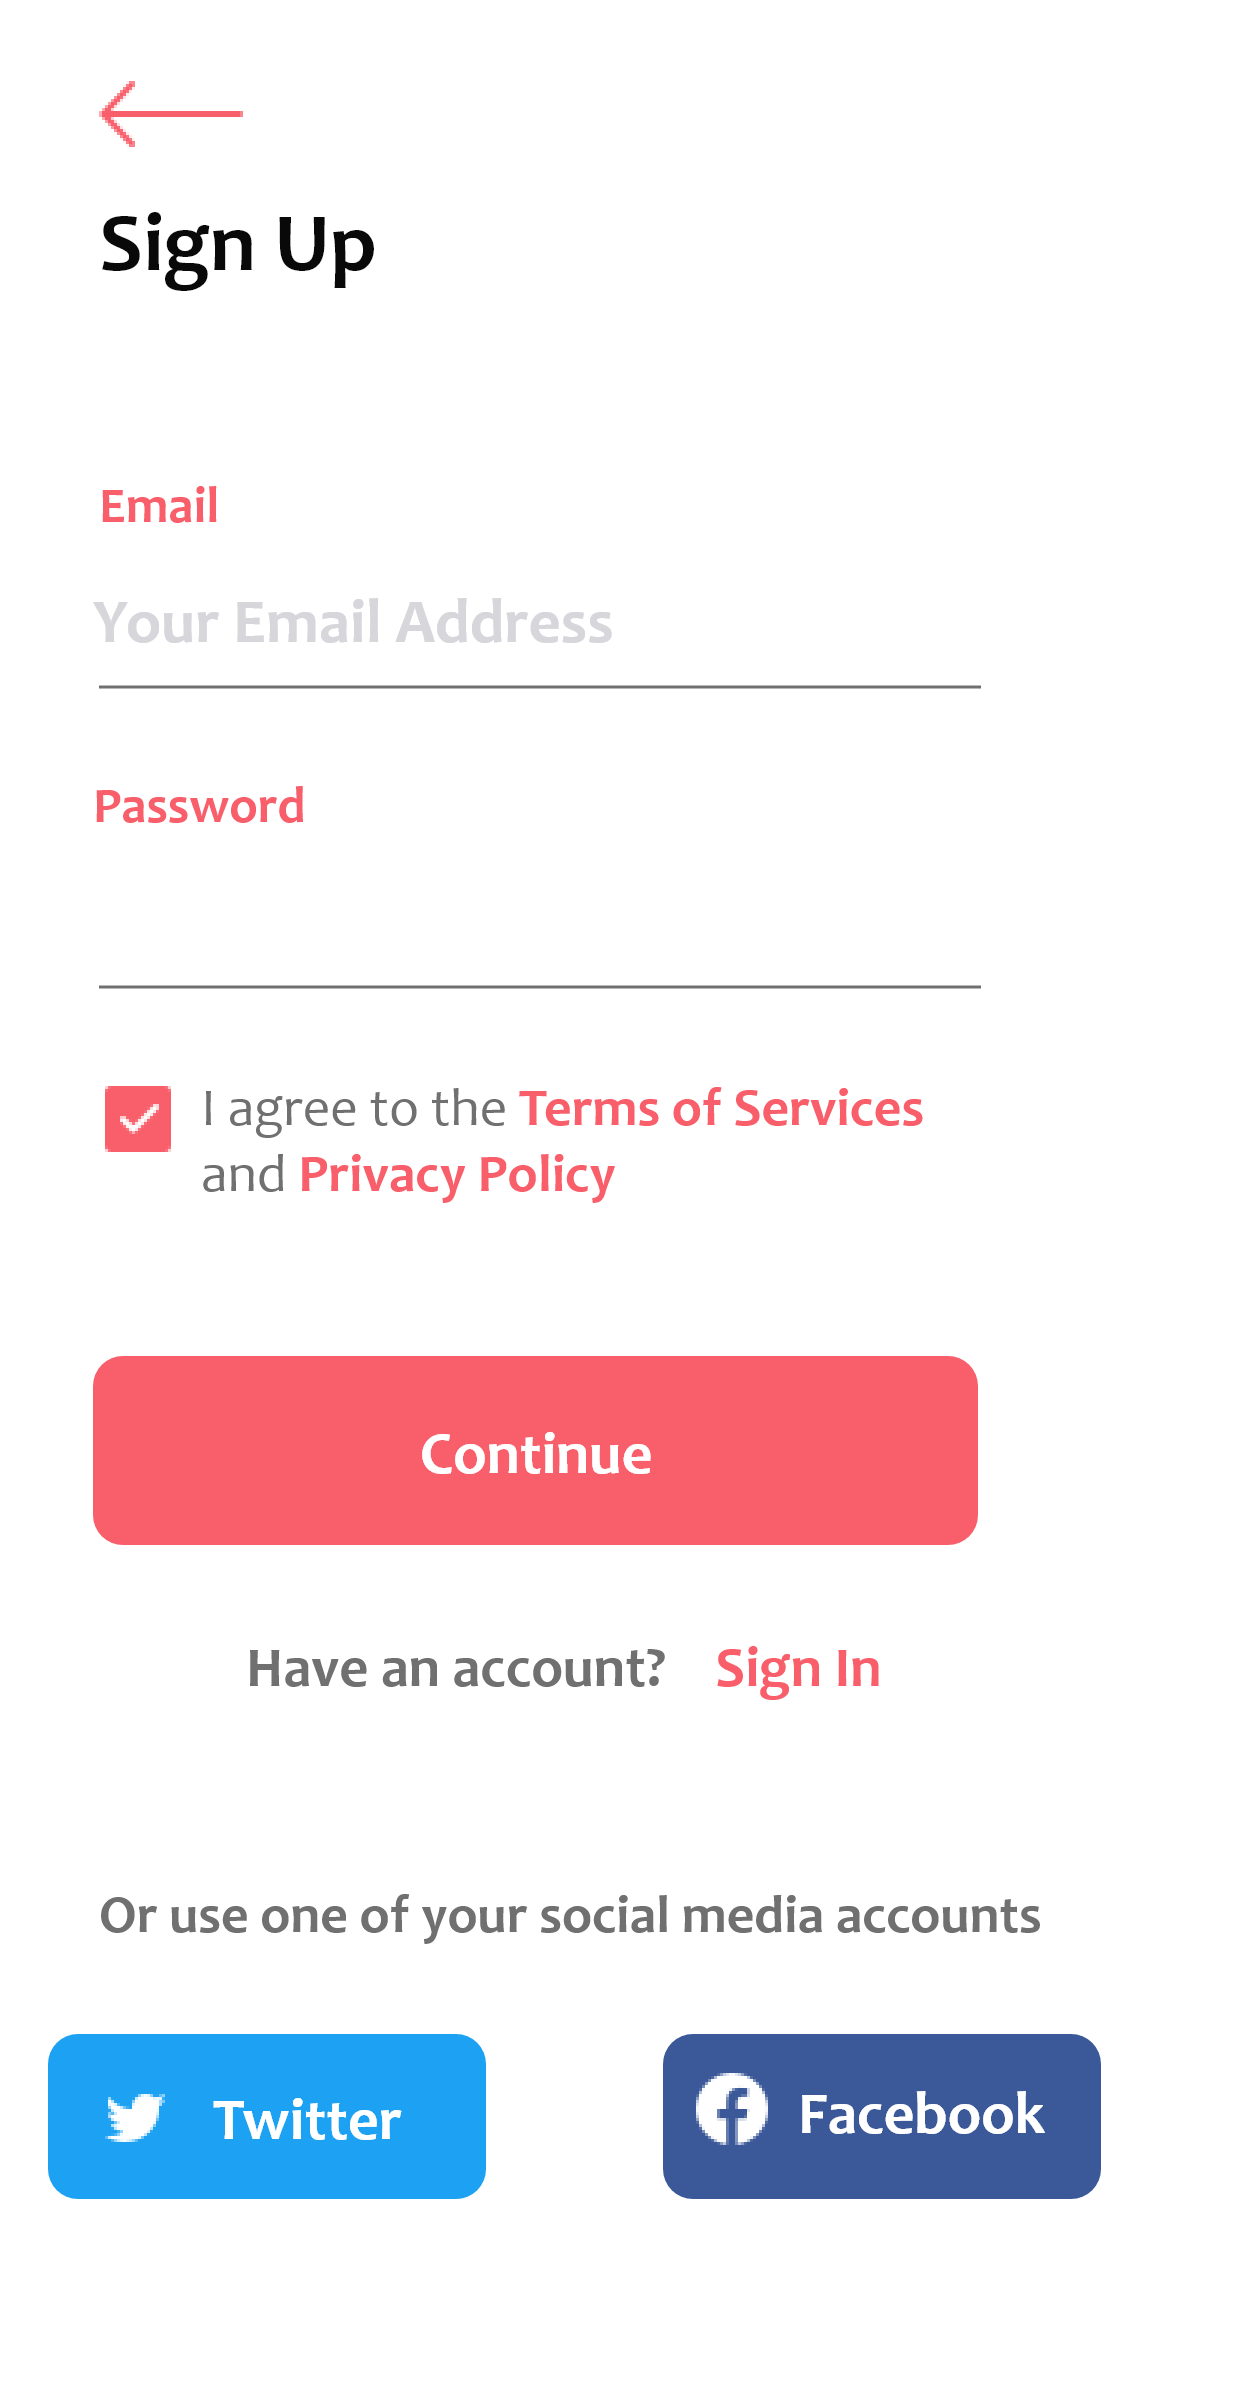 Sign Up
Email
Your Email Address
Password
I agree to the Terms of Services
and Privacy Policy
Continue
Have an account? Sign In
Or use one of your social media accounts
Twitter
Facebook